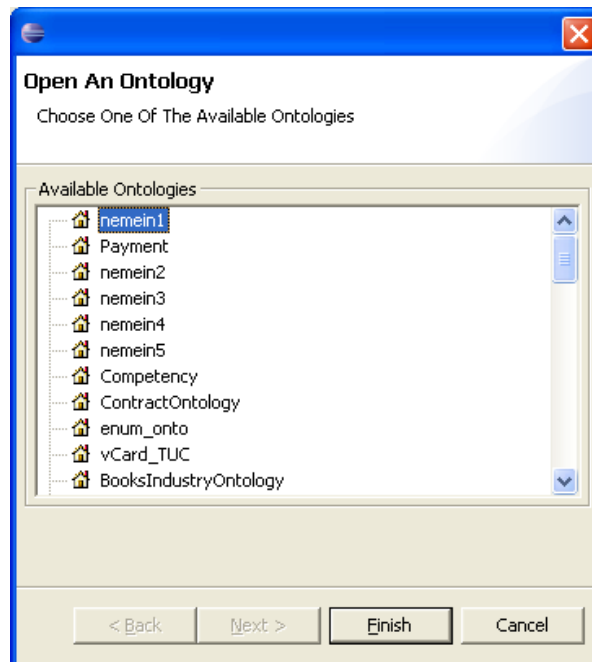 Open An Ontology
Choose One Of The Available Ontologies
Available Ontologies
nemein1
Payment
nemein2
nemein3
nemein4
nemein5
Competency
ContractOntology
enum_onto
vCard_TUC
BooksIndustryOntology
< Back Next > Finish Cancel